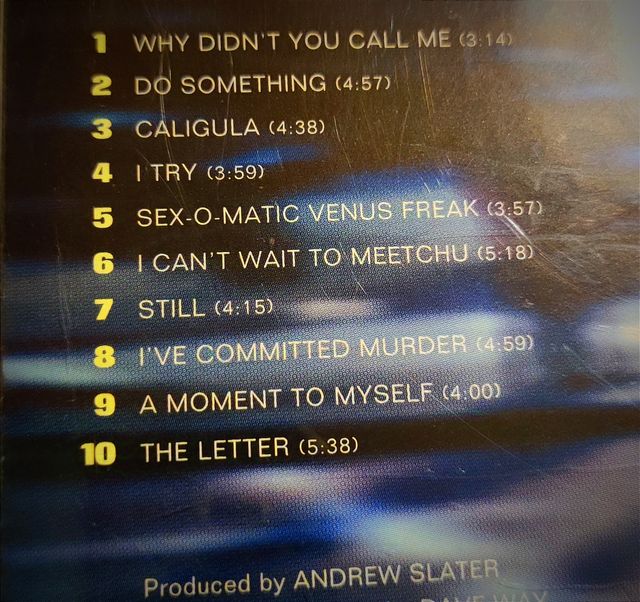 1 WHY DIDN'T YOU CALL ME (3:14)
2 DO SOMETHING (4:57)
3 CALIGULA (4:38)
4 I TRY (3:59)
5 SEX-O-MATIC VENUS FREAK (3:57)
6 I CAN'T WAIT TO MEETCHU (5:18)
7 STILL (4:15)
8 I'VE COMMITTED MURDER (4:59)
9 A MOMENT TO MYSELF (4:00)
10 THE LETTER (5:38)
Produced by ANDREW SLATER
DAVE WAY